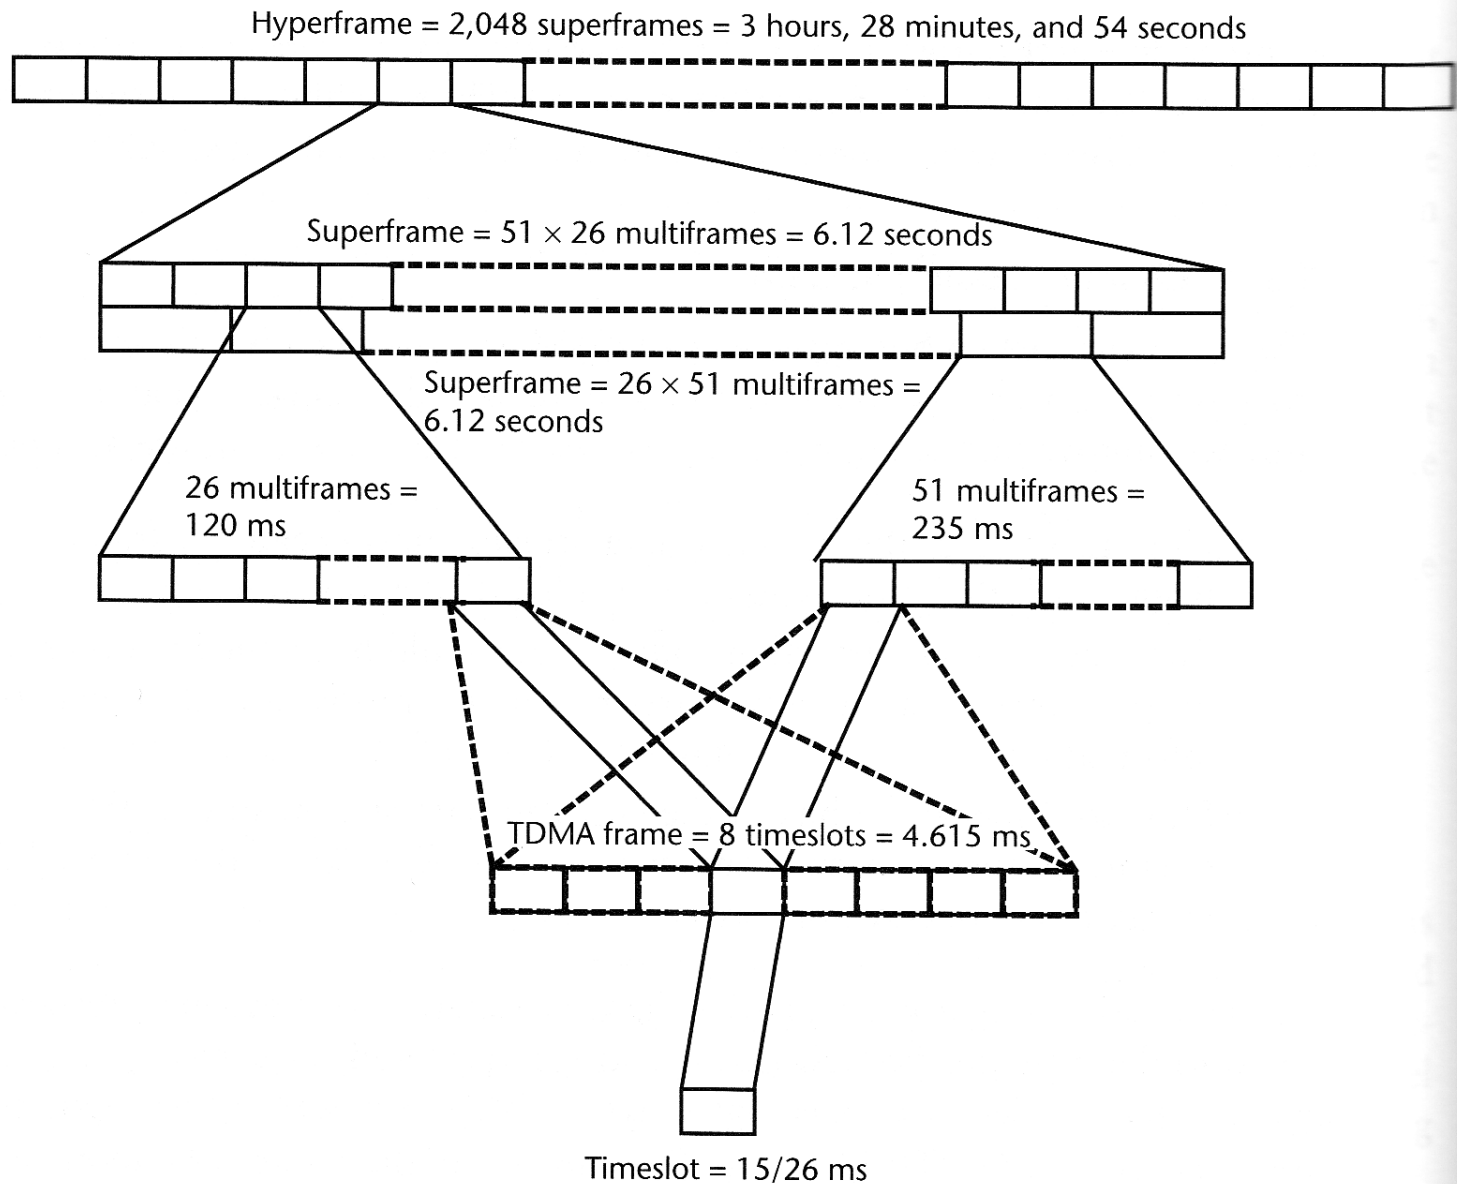 Hyperframe = 2,048 superframes = 3 hours, 28 minutes, and 54 seconds
Superframe = 51 × 26 multiframes = 6.12 seconds
Superframe = 26 × 51 multiframes =
6.12 seconds
26 multiframes =
120 ms
51 multiframes =
235 ms
TDMA frame = 8 timeslots = 4.615 ms
Timeslot = 15/26 ms